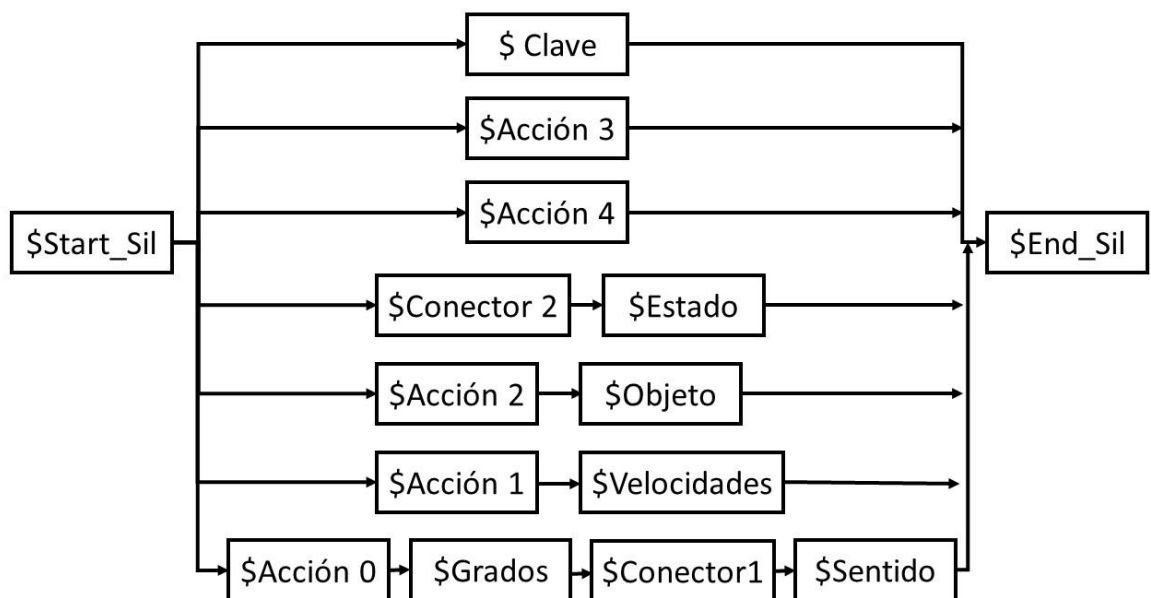 $ Clave
$Acción 3
$Acción 4
$Start_Sil
$End_Sil
$Conector 2
$Estado
$Acción 2
$Objeto
$Acción 1
$Velocidades
$Acción 0
$Grados
$Conector1
$Sentido